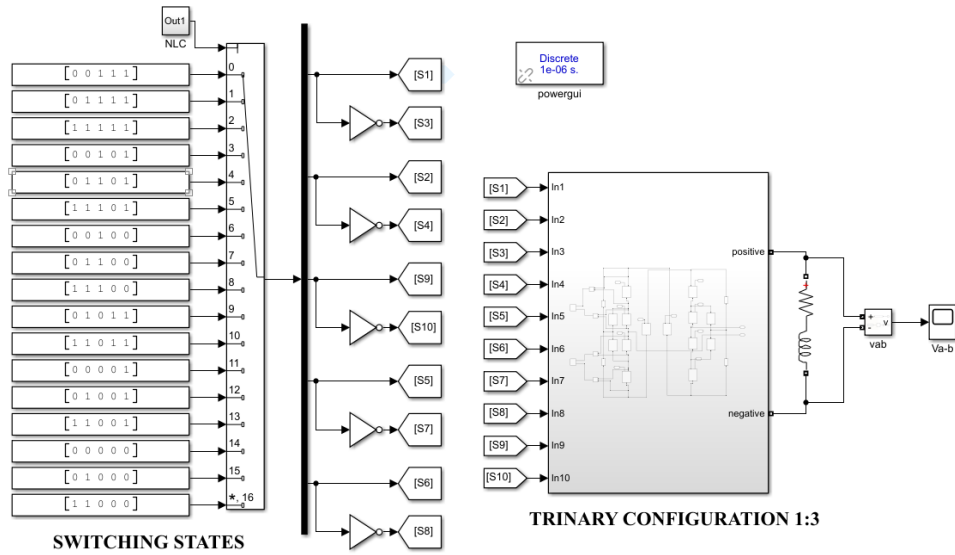 Out1
NLC
[ 0 0 1 1 1 ]
[ 0 1 1 1 1 ]
[ 1 1 1 1 1 ]
[ 0 0 1 0 1 ]
[ 0 1 1 0 1 ]
[ 1 1 1 0 1 ]
[ 0 0 1 0 0 ]
[ 0 1 1 0 0 ]
[ 1 1 1 0 0 ]
[ 0 1 0 1 1 ]
[ 1 1 0 1 1 ]
[ 0 0 0 0 1 ]
[ 0 1 0 0 1 ]
[ 1 1 0 0 1 ]
[ 0 0 0 0 0 ]
[ 0 1 0 0 0 ]
[ 1 1 0 0 0 ]
0
1
2
3
4
5
6
7
8
9
10
11
12
13
14
15
*, 16
SWITCHING STATES
[S1]
[S3]
[S2]
[S4]
[S9]
[S10]
[S5]
[S7]
[S6]
[S8]
Discrete
1e-06 s.
powergui
[S1]
[S2]
[S3]
[S4]
[S5]
[S6]
[S7]
[S8]
[S9]
[S10]
In1
In2
In3
In4
In5
In6
In7
In8
In9
In10
positive
negative
+
+
-
v
vab
Va-b
TRINARY CONFIGURATION 1:3